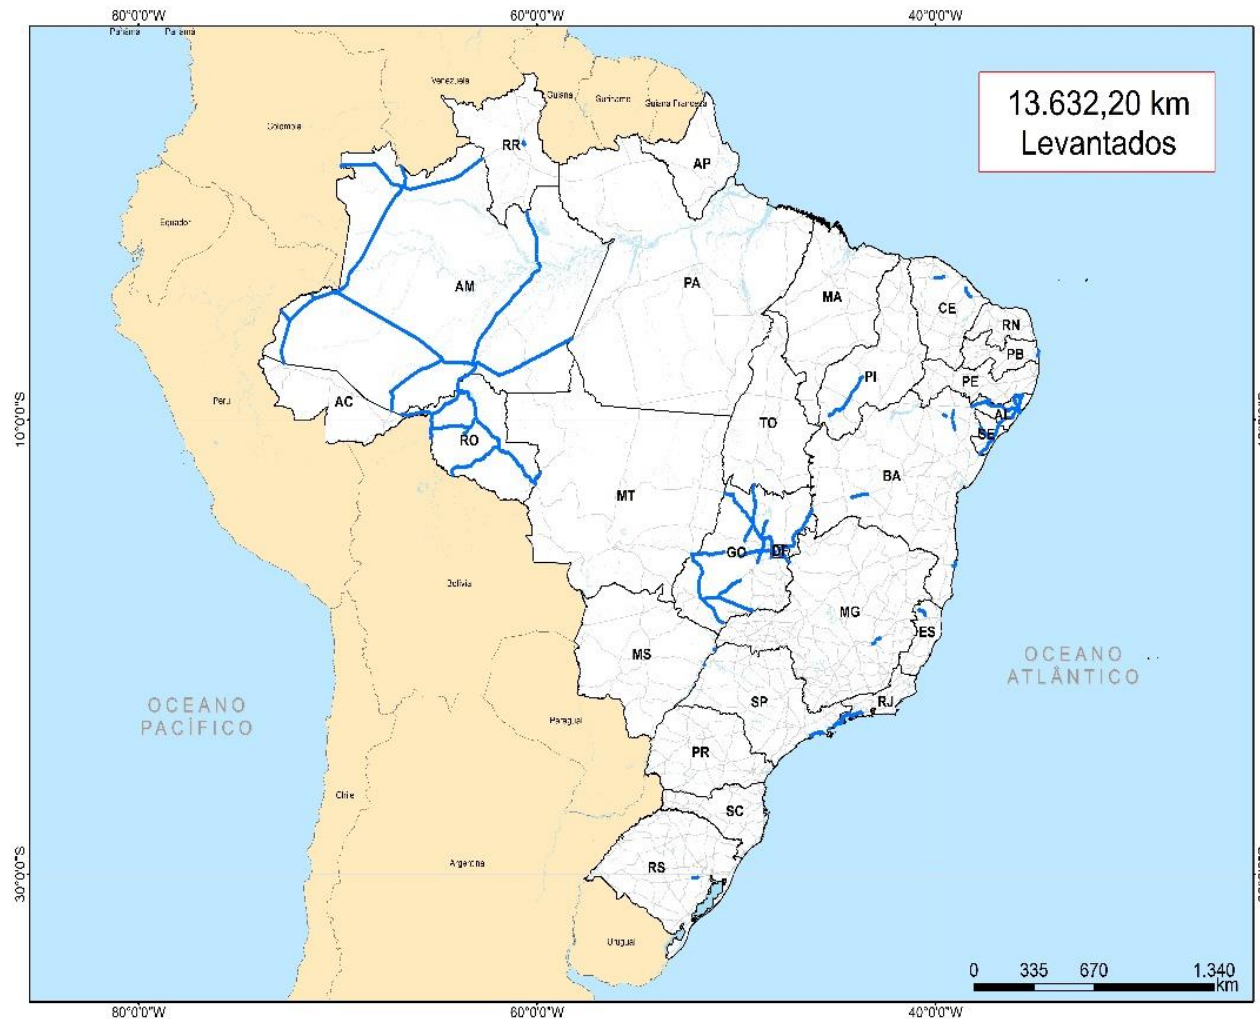 80°0'0"W 60°0'0"W 40°0'0"W
Panamá Panamá
Venezuela
Guiana
Suriname
Guiana Francesa
Colombia
13.632,20 km
Levantados
RR
AP
Equador
AM
PA
MA
CE
RN
PB
PI
PE
AL
SE
Peru
AC
TO
10°0'0"S
RO
BA
MT
GO
DF
Bolívia
MG
ES
MS
OCEANO
ATLÂNTICO
OCEANO
PACÍFICO
SP
RJ
Paraguai
PR
Chile
SC
Argentina
RS
30°0'0"S
Uruguai
0 335 670 1.340
km
80°0'0"W 60°0'0"W 40°0'0"W